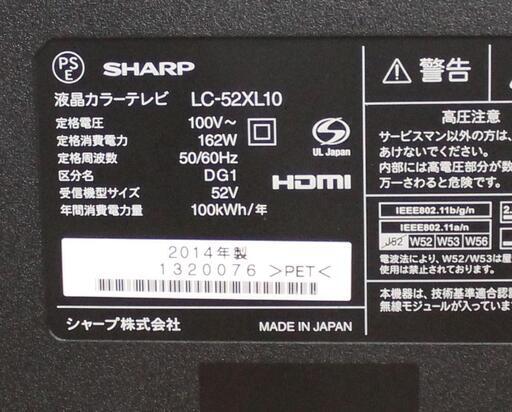 PS
E
SHARP
液晶カラーテレビ LC-52XL10
定格電圧 100V～
定格消費電力 162W
定格周波数 50/60Hz
区分名 DG1
受信機型サイズ 52V
年間消費電力量 100kWh/年
UL Japan
HDMI
2014年製
1320076 >PET<
シャープ株式会社 MADE IN JAPAN
警告
高圧注意
サービスマン以外の方は、
あけないでください。
内部には高電圧部分が数
万一さわると危険です。
IEEE802.11b/g/n
IEEE802.11a/n
J52 W52 W53 W56
電波法により、W52/W53は屋
使用は禁止されております。
本機器は、技術基準適合認
無線モジュールが入っていま